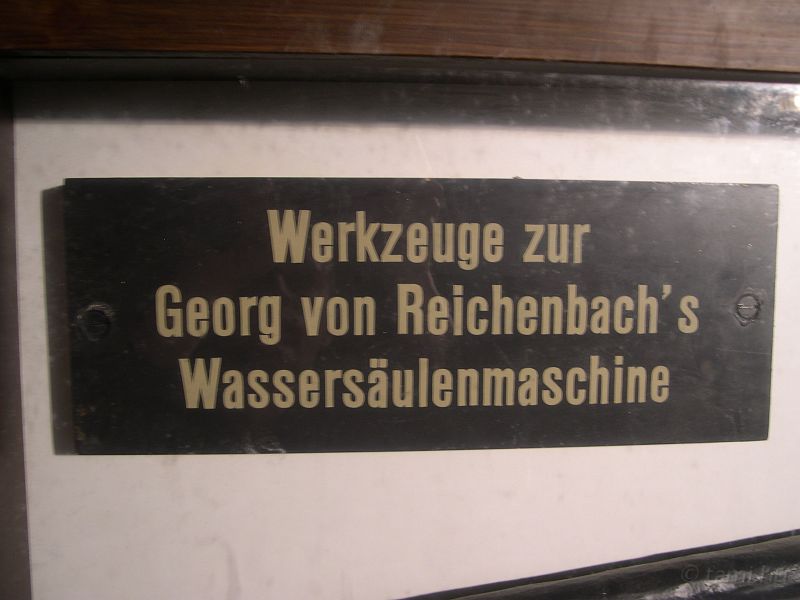 Werkzeuge zur
Georg von Reichenbach's
Wassersäulenmaschine